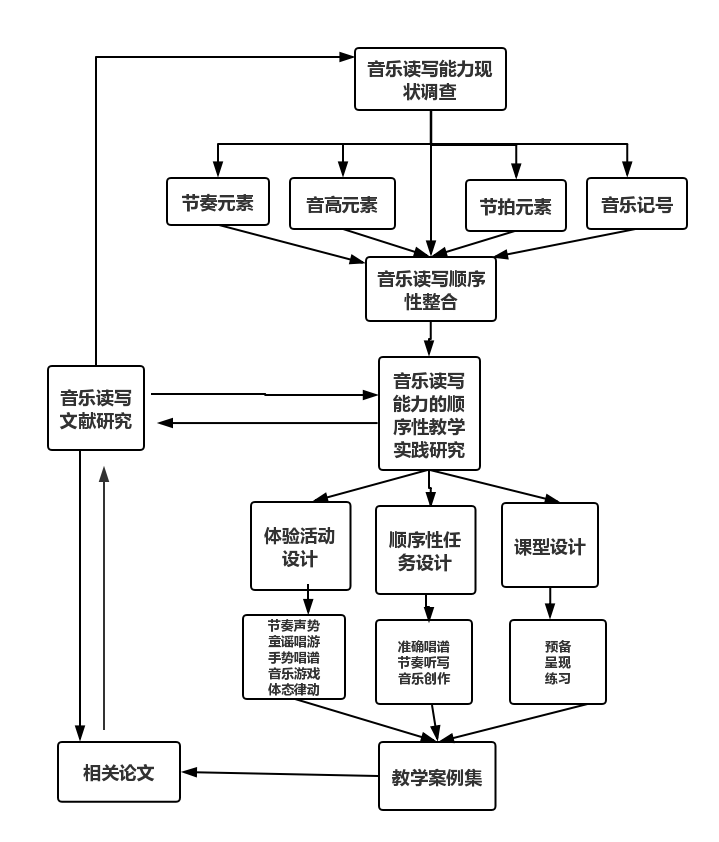 音乐读写能力现
状调查
节奏元素
音高元素
节拍元素
音乐记号
音乐读写顺序
性整合
音乐读写
文献研究
音乐读写
能力的顺
序性教学
实践研究
体验活动
设计
顺序性任
务设计
课型设计
节奏声势
童谣唱游
手势唱谱
音乐游戏
体态律动
准确唱谱
节奏听写
音乐创作
预备
呈现
练习
相关论文
教学案例集